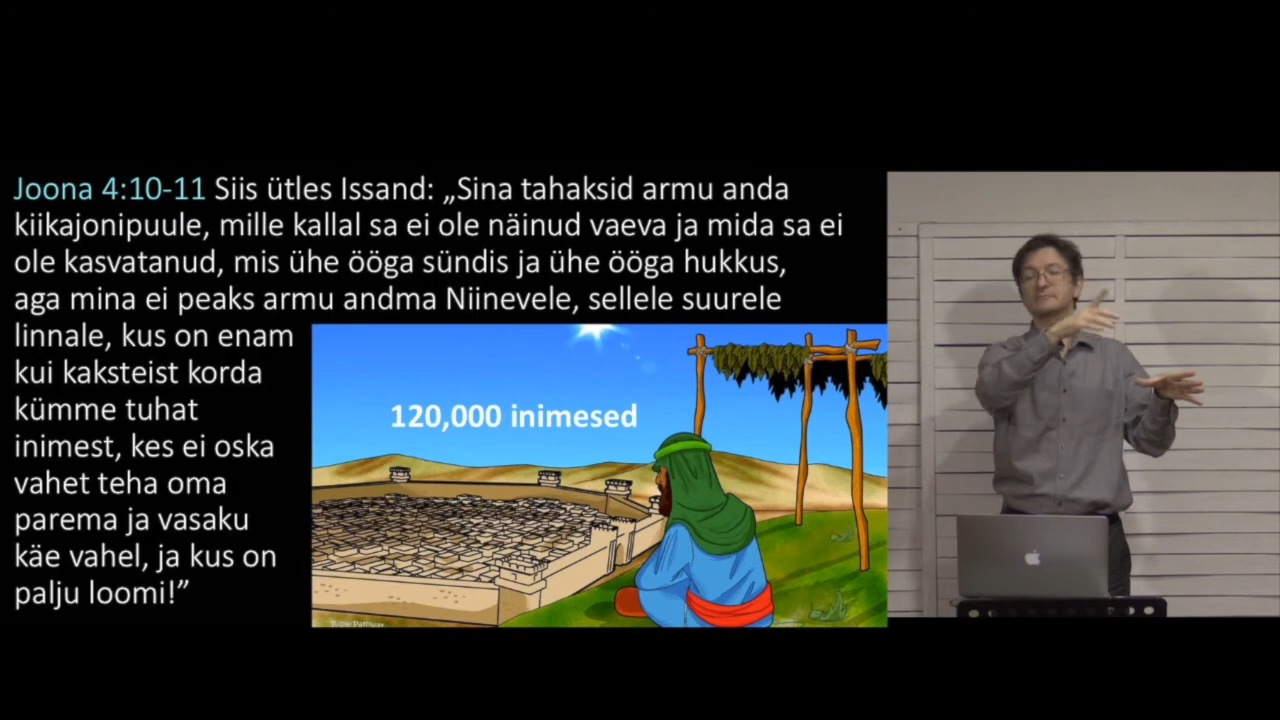 Joona 4:10-11 Siis ütles Issand: „Sina tahaksid armu anda
kiikajonipuule, mille kallal sa ei ole näinud vaeva ja mida sa ei
ole kasvatanud, mis ühe ööga sündis ja ühe ööga hukkus,
aga mina ei peaks armu andma Niinevele, sellele suurele
linnale, kus on enam
kui kaksteist korda
kümme tuhat
inimest, kes ei oska
vahet teha oma
parema ja vasaku
käe vahel, ja kus on
palju loomi!”
120,000 inimesed